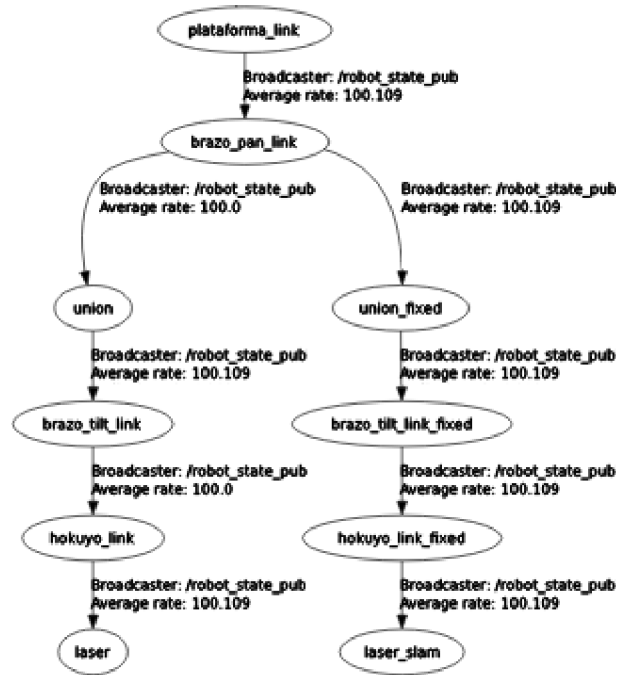 plataforma_link
Broadcaster: /robot_state_pub
Average rate: 100.109
brazo_pan_link
Broadcaster: /robot_state_pub
Average rate: 100.0
Broadcaster: /robot_state_pub
Average rate: 100.109
union
union_fixed
Broadcaster: /robot_state_pub
Average rate: 100.109
Broadcaster: /robot_state_pub
Average rate: 100.109
brazo_tilt_link
brazo_tilt_link_fixed
Broadcaster: /robot_state_pub
Average rate: 100.0
Broadcaster: /robot_state_pub
Average rate: 100.109
hokuyo_link
hokuyo_link_fixed
Broadcaster: /robot_state_pub
Average rate: 100.109
Broadcaster: /robot_state_pub
Average rate: 100.109
laser
laser_slam